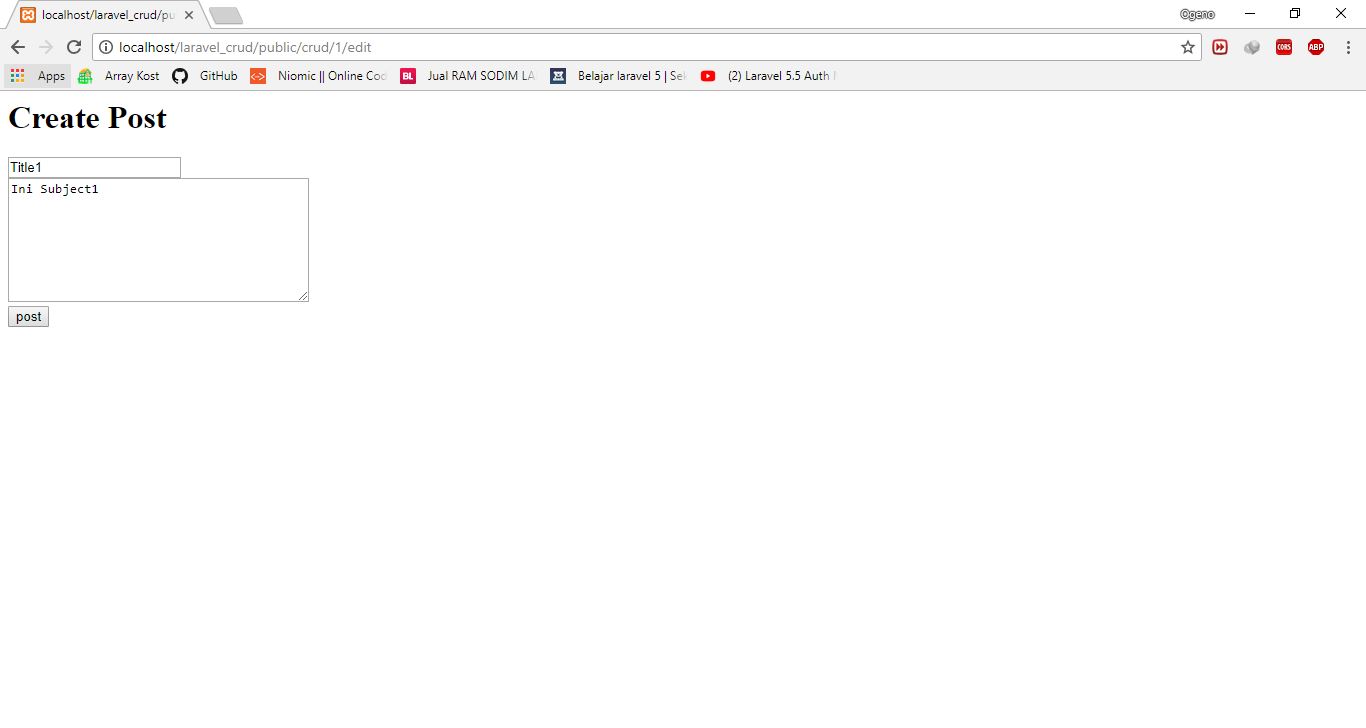 localhost/laravel_crud/pu
Ogeno
localhost/laravel_crud/public/crud/1/edit
CORS
ABP
Apps
Array Kost
GitHub
Niomic || Online Cod
BL
Jual RAM SODIM LA
Belajar laravel 5 | Sek
(2) Laravel 5.5 Auth
Create Post
Title1
Ini Subject1
post